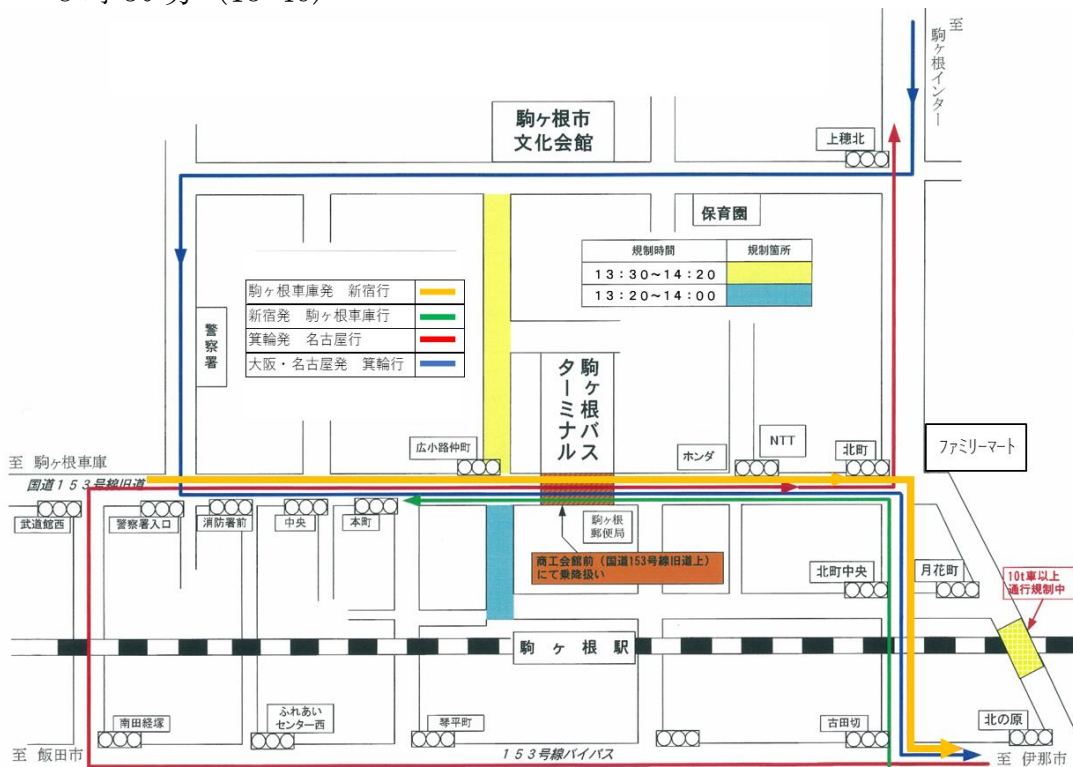 至
駒ヶ根インター
駒ヶ根市
文化会館
上穂北
保育園
規制時間 規制箇所
13:30~14:20
13:20~14:00
駒ヶ根車庫発 新宿行
新宿発 駒ヶ根車庫行
箕輪発 名古屋行
大阪・名古屋発 箕輪行
警察署
駒ヶ根バス
ターミナル
広小路仲町
ホンダ
NTT
北町
ファミリーマート
至 駒ヶ根車庫
国道153号線旧道
武道館西
警察署入口
消防署前
中央
本町
駒ヶ根
郵便局
商工会館前(国道153号線旧道上)
にて乗降扱い
北町中央
月花町
10t車以上
通行規制中
駒ヶ根駅
南田経塚
ふれあい
センター西
琴平町
古田切
北の原
至 飯田市
153号線バイパス
至 伊那市